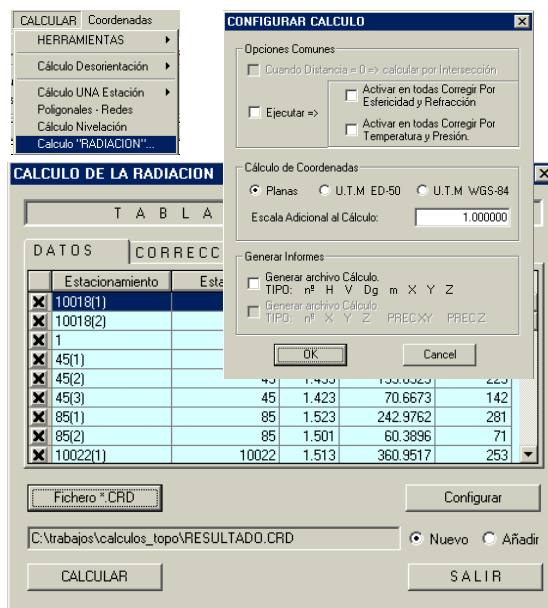 CALCULAR Coordenadas
HERRAMIENTAS
Cálculo Desorientación
Cálculo UNA Estación
Poligonales - Redes
Cálculo Nivelación
Calculo "RADIACION"...
CONFIGURAR CALCULO
Opciones Comunes
Cuando Distancia = 0 => calcular por Intersección
Ejecutar =>
Activar en todas Corregir Por
Esfericidad y Refracción
Activar en todas Corregir Por
Temperatura y Presión.
Cálculo de Coordenadas
Planas U.T.M ED-50 U.T.M WGS-84
Escala Adicional al Cálculo: 1.000000
Generar Informes
Generar archivo Cálculo.
TIPO: nº H V Dg m X Y Z
Generar archivo Cálculo.
TIPO: nº X Y Z PRECXY PRECZ
OK Cancel
CALCULO DE LA RADIACION
T A B L A
DATOS CORRECC
Estacionamiento Esta
10018(1)
10018(2)
1
45(1)
45(2) 45 1.433 153.8325 223
45(3) 45 1.423 70.6673 142
85(1) 85 1.523 242.9762 281
85(2) 85 1.501 60.3896 71
10022(1) 10022 1.513 360.9517 253
Fichero *.CRD Configurar
C:\trabajos\calculos_topo\RESULTADO.CRD Nuevo Añadir
CALCULAR SALIR